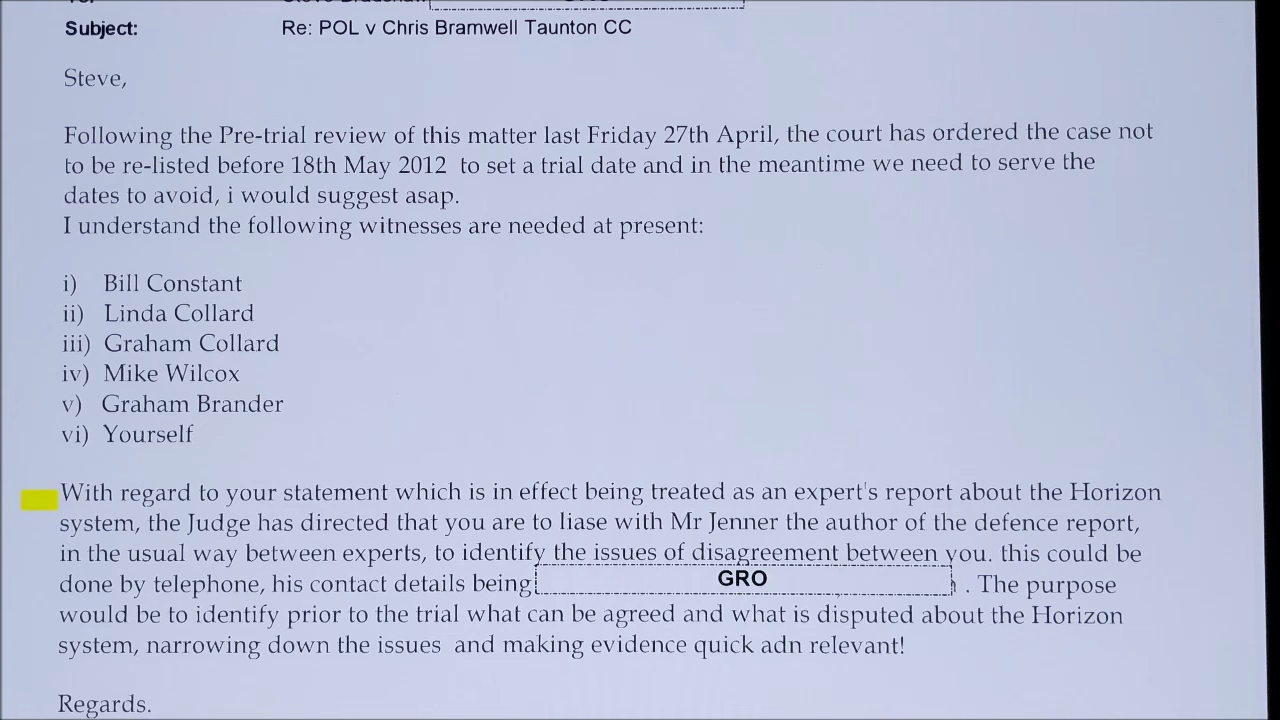 Subject: Re: POL v Chris Bramwell Taunton CC
Steve,
Following the Pre-trial review of this matter last Friday 27th April, the court has ordered the case not
to be re-listed before 18th May 2012 to set a trial date and in the meantime we need to serve the
dates to avoid, i would suggest asap.
I understand the following witnesses are needed at present:
i) Bill Constant
ii) Linda Collard
iii) Graham Collard
iv) Mike Wilcox
v) Graham Brander
vi) Yourself
With regard to your statement which is in effect being treated as an expert's report about the Horizon
system, the Judge has directed that you are to liase with Mr Jenner the author of the defence report,
in the usual way between experts, to identify the issues of disagreement between you. this could be
done by telephone, his contact details being GRO . The purpose
would be to identify prior to the trial what can be agreed and what is disputed about the Horizon
system, narrowing down the issues and making evidence quick adn relevant!
Regards.